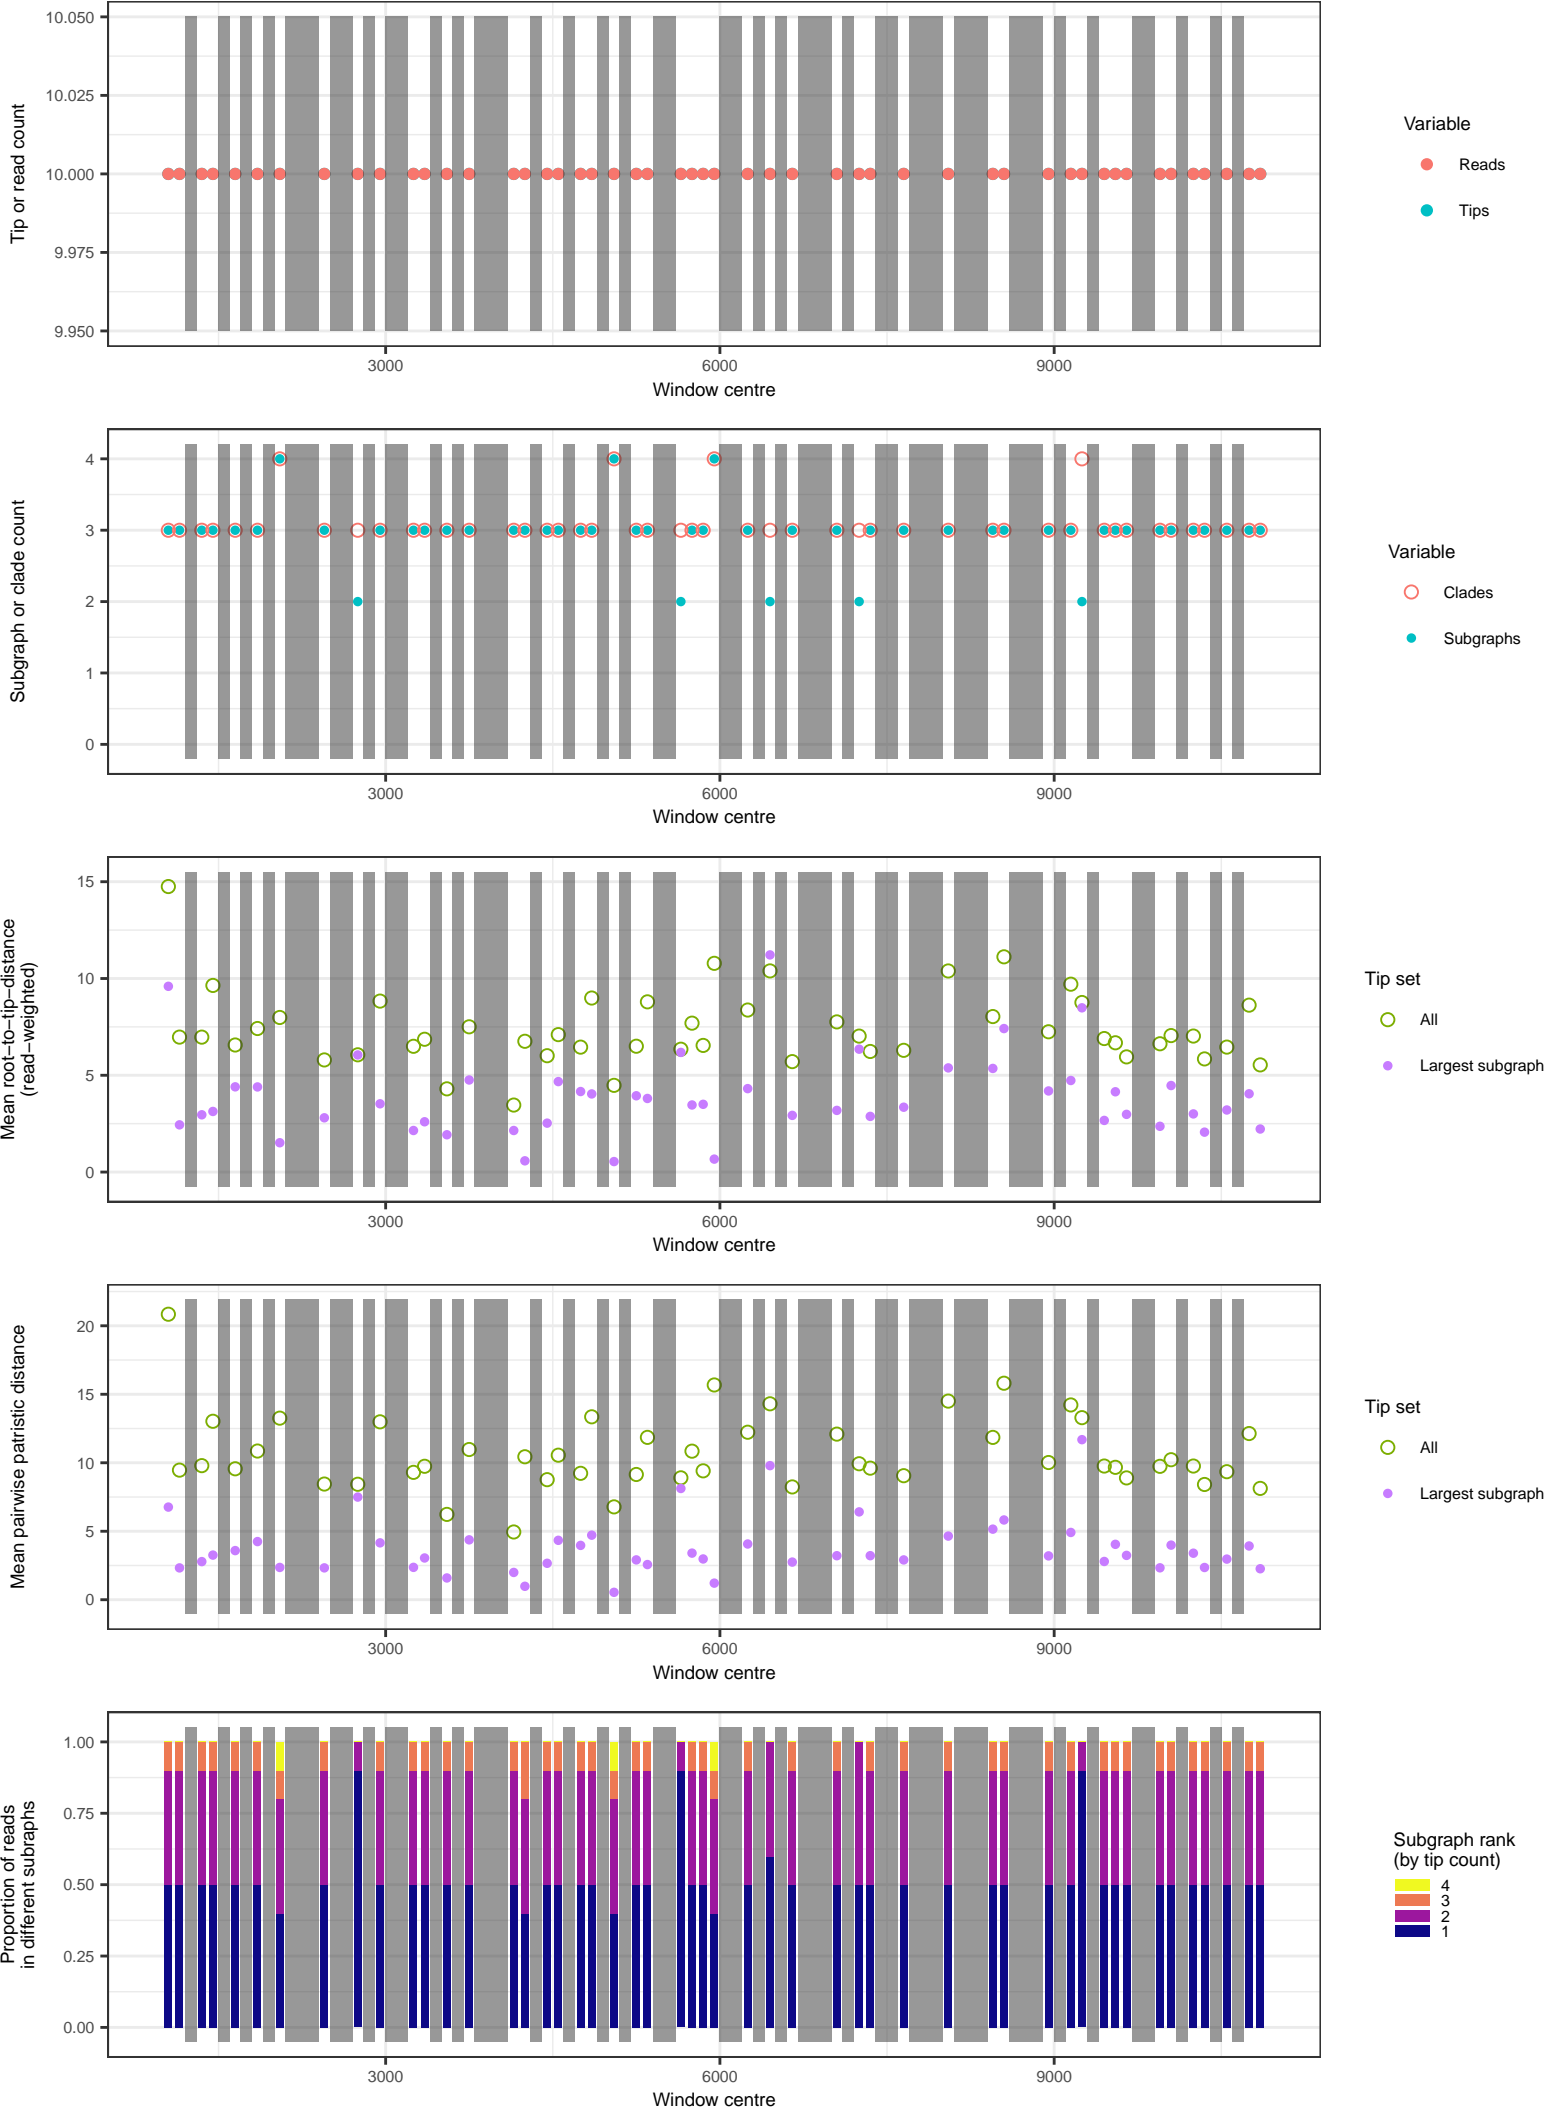 10.050
10.025
10.000
9.975
9.950
Tip or read count
3000
6000
9000
Window centre
Variable
Reads
Tips
4
3
2
1
0
Subgraph or clade count
3000
6000
9000
Window centre
Variable
Clades
Subgraphs
15
10
5
0
Mean root−to−tip−distance
(read−weighted)
3000
6000
9000
Window centre
Tip set
All
Largest subgraph
20
15
10
5
0
Mean pairwise patristic distance
3000
6000
9000
Window centre
Tip set
All
Largest subgraph
1.00
0.75
0.50
0.25
0.00
Proportion of reads
in different subraphs
3000
6000
9000
Window centre
Subgraph rank
(by tip count)
4
3
2
1